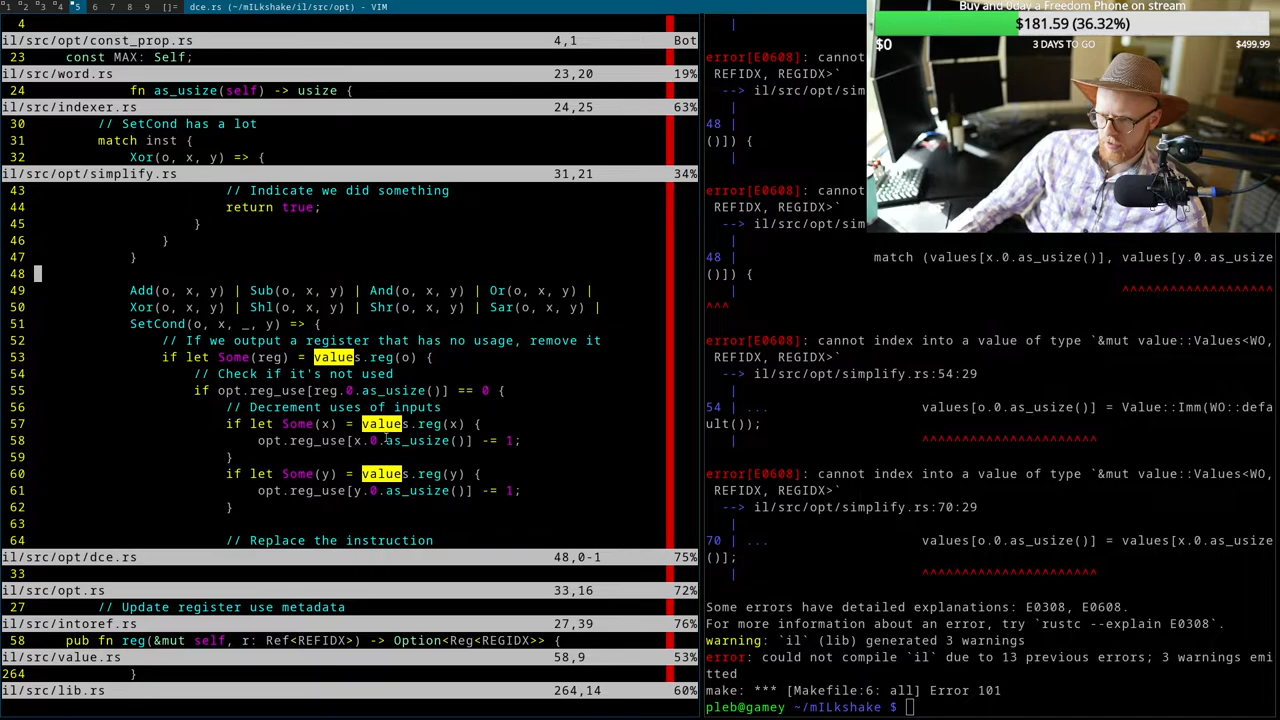 1 2 3 4 5 6 7 8 9 []= dce.rs (~/mILkshake/il/src/opt) - VIM
4
il/src/opt/const_prop.rs 4,1 Bot
23 const MAX: Self;
il/src/word.rs 23,20 19%
24 fn as_usize(self) -> usize {
il/src/indexer.rs 24,25 63%
30 // SetCond has a lot
31 match inst {
32 Xor(o, x, y) => {
il/src/opt/simplify.rs 31,21 34%
43 // Indicate we did something
44 return true;
45 }
46 }
47 }
48
49 Add(o, x, y) | Sub(o, x, y) | And(o, x, y) | Or(o, x, y) |
50 Xor(o, x, y) | Shl(o, x, y) | Shr(o, x, y) | Sar(o, x, y) |
51 SetCond(o, x, _, y) => {
52 // If we output a register that has no usage, remove it
53 if let Some(reg) = values.reg(o) {
54 // Check if it's not used
55 if opt.reg_use[reg.0.as_usize()] == 0 {
56 // Decrement uses of inputs
57 if let Some(x) = values.reg(x) {
58 opt.reg_use[x.0.as_usize()] -= 1;
59 }
60 if let Some(y) = values.reg(y) {
61 opt.reg_use[y.0.as_usize()] -= 1;
62 }
63
64 // Replace the instruction
il/src/opt/dce.rs 48,0-1 75%
33
il/src/opt.rs 33,16 72%
27 // Update register use metadata
il/src/intoref.rs 27,39 76%
58 pub fn reg(&mut self, r: Ref<REFIDX>) -> Option<Reg<REGIDX>> {
il/src/value.rs 58,9 53%
264 }
il/src/lib.rs 264,14 60%
error[E0608]: cannot
REFIDX, REGIDX>`
--> il/src/opt/sim
|
48 |
()]) {
|
error[E0608]: cannot
REFIDX, REGIDX>`
--> il/src/opt/sim
|
48 | match (values[x.0.as_usize()], values[y.0.as_usize
()]) {
| ^^^^^^^^^^^^^^^^^^^
^^^
error[E0608]: cannot index into a value of type `&mut value::Values<WO,
REFIDX, REGIDX>`
--> il/src/opt/simplify.rs:54:29
|
54 | ... values[o.0.as_usize()] = Value::Imm(WO::defa
ult());
| ^^^^^^^^^^^^^^^^^^^^^^
error[E0608]: cannot index into a value of type `&mut value::Values<WO,
REFIDX, REGIDX>`
--> il/src/opt/simplify.rs:70:29
|
70 | ... values[o.0.as_usize()] = values[x.0.as_usize
()];
| ^^^^^^^^^^^^^^^^^^^^^^
Some errors have detailed explanations: E0308, E0608.
For more information about an error, try `rustc --explain E0308`.
warning: `il` (lib) generated 3 warnings
error: could not compile `il` due to 13 previous errors; 3 warnings emi
tted
make: *** [Makefile:6: all] Error 101
pleb@gamey ~/mILkshake $
Buy and 0day a Freedom Phone on stream
$181.59 (36.32%)
$0 3 DAYS TO GO $499.99